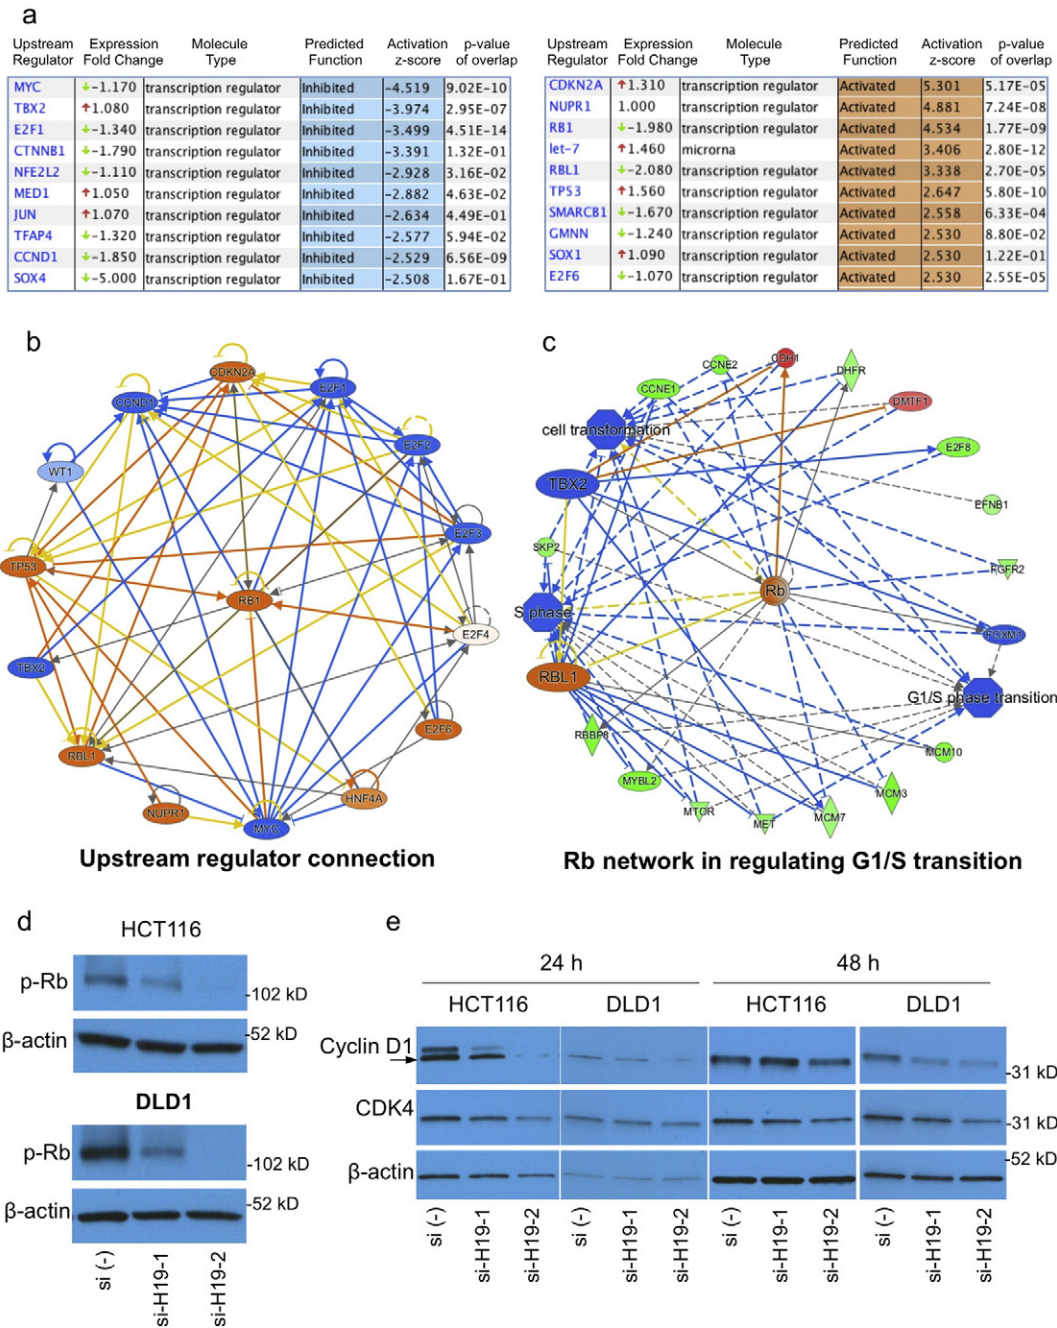 a
Upstream Regulator Expression Fold Change Molecule Type Predicted Function Activation z-score p-value of overlap
MYC -1.170 transcription regulator Inhibited -4.519 9.02E-10
TBX2 1.080 transcription regulator Inhibited -3.974 2.95E-07
E2F1 -1.340 transcription regulator Inhibited -3.499 4.51E-14
CTNNB1 -1.790 transcription regulator Inhibited -3.391 1.32E-01
NFE2L2 -1.110 transcription regulator Inhibited -2.928 3.16E-02
MED1 1.050 transcription regulator Inhibited -2.882 4.63E-02
JUN 1.070 transcription regulator Inhibited -2.634 4.49E-01
TFAP4 -1.320 transcription regulator Inhibited -2.577 5.94E-02
CCND1 -1.850 transcription regulator Inhibited -2.529 6.56E-09
SOX4 -5.000 transcription regulator Inhibited -2.508 1.67E-01
Upstream Regulator Expression Fold Change Molecule Type Predicted Function Activation z-score p-value of overlap
CDKN2A 1.310 transcription regulator Activated 5.301 5.17E-05
NUPR1 1.000 transcription regulator Activated 4.881 7.24E-08
RB1 -1.980 transcription regulator Activated 4.534 1.77E-09
let-7 1.460 microrna Activated 3.406 2.80E-12
RBL1 -2.080 transcription regulator Activated 3.338 2.70E-05
TP53 1.560 transcription regulator Activated 2.647 5.80E-10
SMARCB1 -1.670 transcription regulator Activated 2.558 6.33E-04
GMNN -1.240 transcription regulator Activated 2.530 8.80E-02
SOX1 1.090 transcription regulator Activated 2.530 1.22E-01
E2F6 -1.070 transcription regulator Activated 2.530 2.55E-05
b
CDKN2A
E2F1
CCND1
E2F2
WT1
E2F3
TP53
RB1
E2F4
TBX2
E2F6
RBL1
HNF4A
NUPR1
MYC
Upstream regulator connection
c
CDH1
CCNE2
DHFR
CCNE1
DMTF1
cell transformation
E2F8
TBX2
EFNB1
SKP2
FGFR2
Rb
S phase
FOXM1
RBL1
G1/S phase transition
RBBP8
MCM10
MYBL2
MCM3
MTOR
MET
MCM7
Rb network in regulating G1/S transition
d
HCT116
p-Rb
-102 kD
β-actin
-52 kD
DLD1
p-Rb
-102 kD
β-actin
-52 kD
si (-)
si-H19-1
si-H19-2
e
24 h 48 h
HCT116 DLD1 HCT116 DLD1
Cyclin D1
-31 kD
CDK4
-31 kD
β-actin
-52 kD
si (-) si-H19-1 si-H19-2 si (-) si-H19-1 si-H19-2 si (-) si-H19-1 si-H19-2 si (-) si-H19-1 si-H19-2